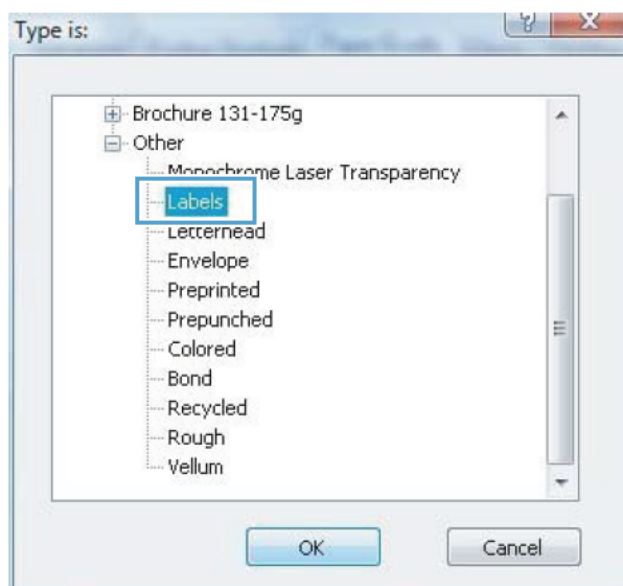 Type is:
Brochure 131-175g
Other
Monochrome Laser Transparency
Labels
Letterhead
Envelope
Preprinted
Prepunched
Colored
Bond
Recycled
Rough
Vellum
OK
Cancel